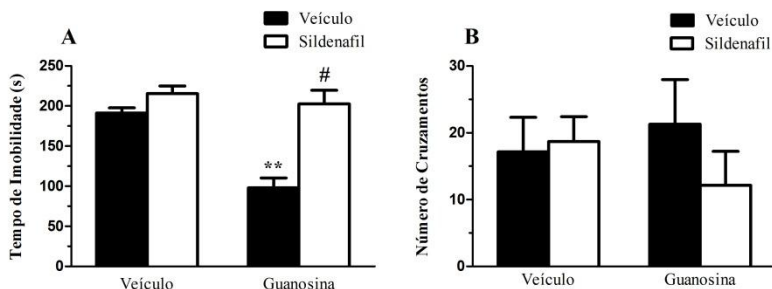 A
Veículo
Sildenafil
Tempo de Imobilidade (s)
250
200
150
100
50
0
**
#
Veículo
Guanosina
B
Veículo
Sildenafil
Número de Cruzamentos
30
20
10
0
Veículo
Guanosina